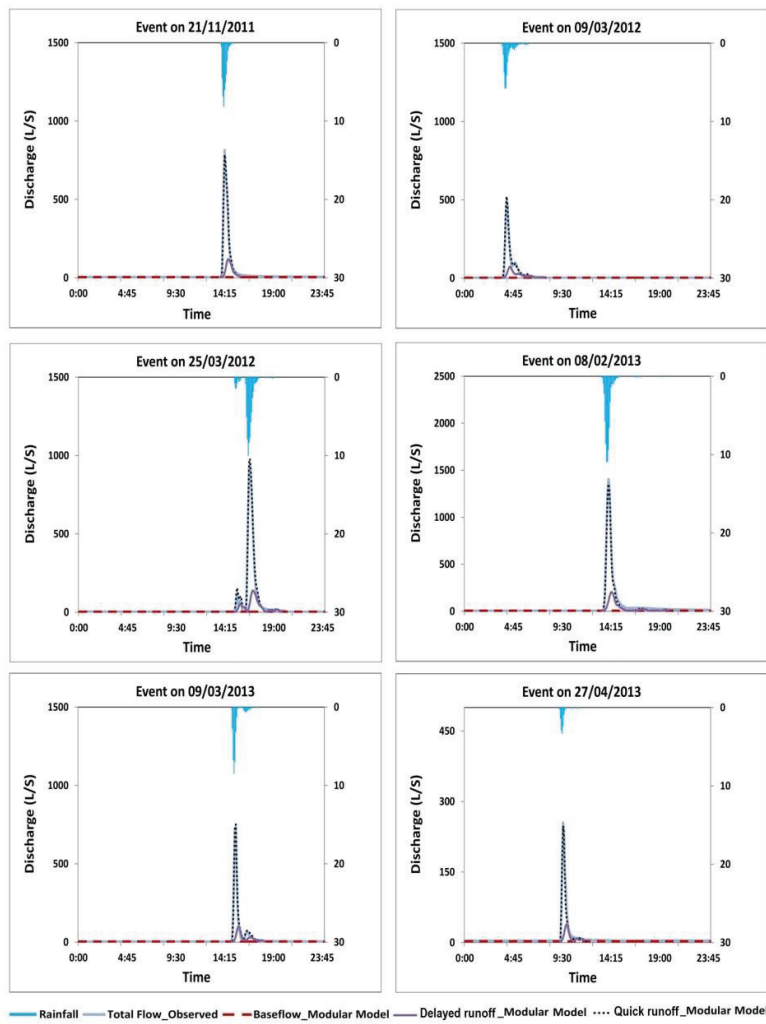 Event on 21/11/2011
1500
1000
500
0
Discharge (L/S)
0
10
20
30
0:00 4:45 9:30 14:15 19:00 23:45
Time
Event on 09/03/2012
1500
1000
500
0
Discharge (L/S)
0
10
20
30
0:00 4:45 9:30 14:15 19:00 23:45
Time
Event on 25/03/2012
1500
1000
500
0
Discharge (L/S)
0
10
20
30
0:00 4:45 9:30 14:15 19:00 23:45
Time
Event on 08/02/2013
2500
2000
1500
1000
500
0
Discharge (L/S)
0
10
20
30
0:00 4:45 9:30 14:15 19:00 23:45
Time
Event on 09/03/2013
1500
1000
500
0
Discharge (L/S)
0
10
20
30
0:00 4:45 9:30 14:15 19:00 23:45
Time
Event on 27/04/2013
450
300
150
0
Discharge (L/S)
0
10
20
30
0:00 4:45 9:30 14:15 19:00 23:45
Time
Rainfall Total Flow_Observed Baseflow_Modular Model Delayed runoff_Modular Model Quick runoff_Modular Model